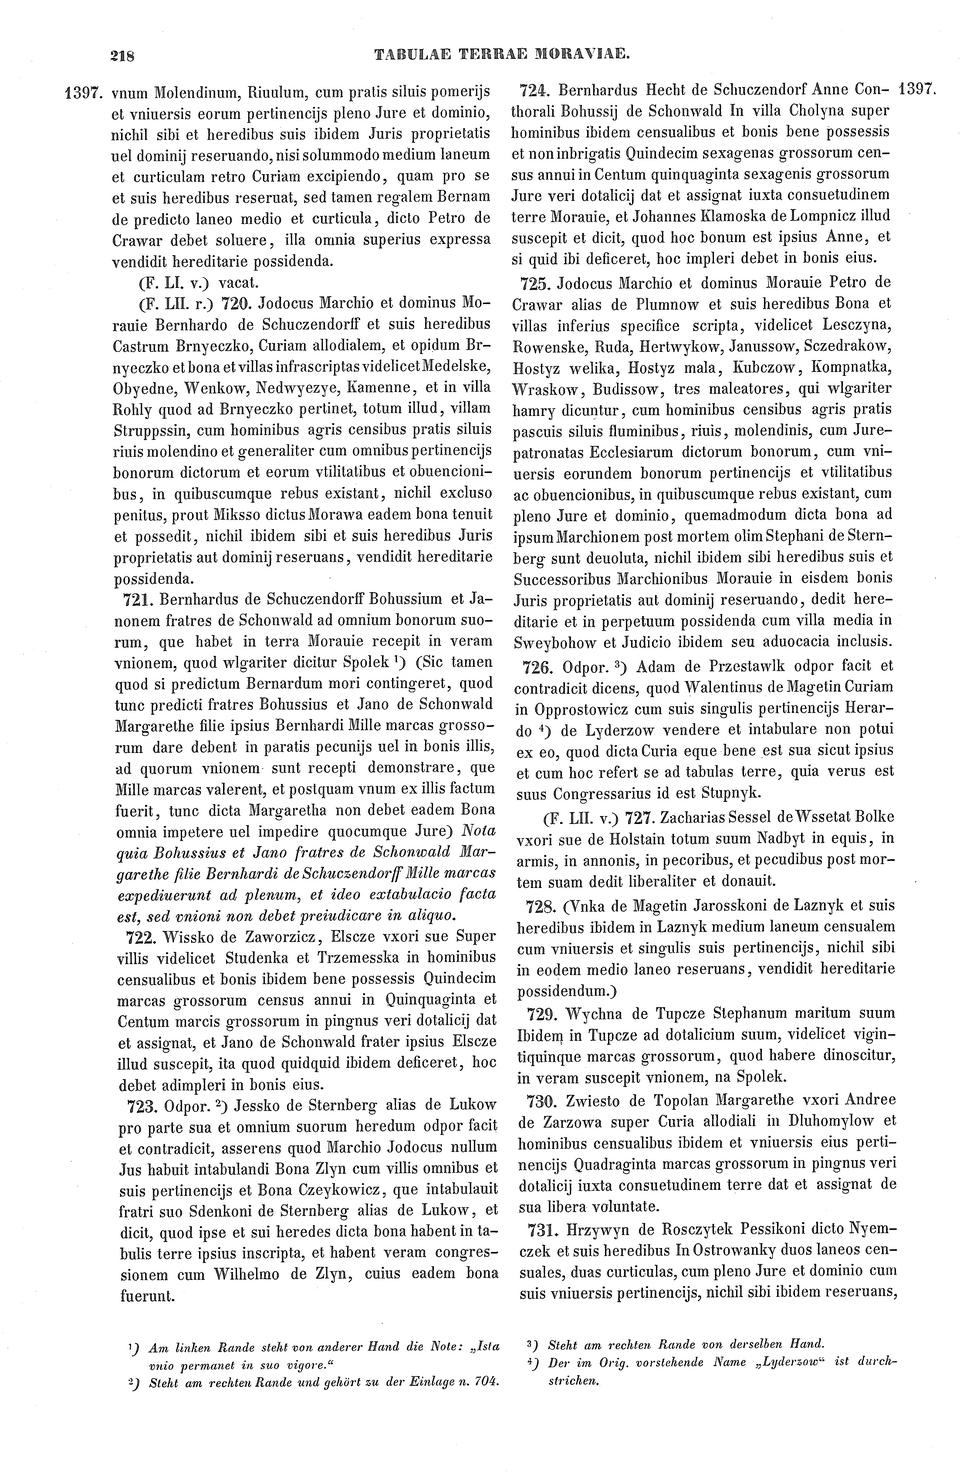 218
TABULAE TERRAE MORAVIAE.
1397. vnum Molendinum, Riuulum, cum pratis siluis pomerijs
et vniuersis eorum pertinencijs pleno Jure et dominio,
nichil sibi et heredibus suis ibidem Juris proprietatis
uel dominij reseruando, nisi solummodo medium laneum
et curticulam retro Curiam excipiendo, quam pro se
et suis heredibus reseruat, sed tamen regalem Bernam
de predicto laneo medio et curticula, dicto Petro de
Crawar debet soluere, illa omnia superius expressa
vendidit hereditarie possidenda.
(F. LI. v.) vacat.
(F. LII. r.) 720. Jodocus Marchio et dominus Mo-
rauie Bernhardo de Schuczendorff et suis heredibus
Castrum Brnyeczko, Curiam allodialem, et opidum Br-
nyeczko et bona et villas infrascriptas videlicet Medelske,
Obyedne, Wenkow, Nedwyezye, Kamenne, et in villa
Rohly quod ad Brnyeczko pertinet, totum illud, villam
Struppssin, cum hominibus agris censibus pratis siluis
riuis molendino et generaliter cum omnibus pertinencijs
bonorum dictorum et eorum vtilitatibus et obuencioni-
bus, in quibuscumque rebus existant, nichil excluso
penitus, prout Miksso dictus Morawa eadem bona tenuit
et possedit, nichil ibidem sibi et suis heredibus Juris
proprietatis aut dominij reseruans, vendidit hereditarie
possidenda.
721. Bernhardus de Schuczendorff Bohussium et Ja-
nonem fratres de Schonwald ad omnium bonorum suo-
rum, que habet in terra Morauie recepit in veram
vnionem, quod wlgariter dicitur Spolek ¹) (Sic tamen
quod si predictum Bernardum mori contingeret, quod
tunc predicti fratres Bohussius et Jano de Schonwald
Margarethe filie ipsius Bernhardi Mille marcas grosso-
rum dare debent in paratis pecunijs uel in bonis illis,
ad quorum vnionem sunt recepti demonstrare, que
Mille marcas valerent, et postquam vnum ex illis factum
fuerit, tunc dicta Margaretha non debet eadem Bona
omnia impetere uel impedire quocumque Jure) Nota
quia Bohussius et Jano fratres de Schonwald Mar-
garethe filie Bernhardi de Schuczendorff Mille marcas
expediuerunt ad plenum, et ideo extabulacio facta
est, sed vnioni non debet preiudicare in aliquo.
722. Wissko de Zaworzicz, Elscze vxori sue Super
villis videlicet Studenka et Trzemesska in hominibus
censualibus et bonis ibidem bene possessis Quindecim
marcas grossorum census annui in Quinquaginta et
Centum marcis grossorum in pingnus veri dotalicij dat
et assignat, et Jano de Schonwald frater ipsius Elscze
illud suscepit, ita quod quidquid ibidem deficeret, hoc
debet adimpleri in bonis eius.
723. Odpor. ²) Jessko de Sternberg alias de Lukow
pro parte sua et omnium suorum heredum odpor facit
et contradicit, asserens quod Marchio Jodocus nullum
Jus habuit intabulandi Bona Zlyn cum villis omnibus et
suis pertinencijs et Bona Czeykowicz, que intabulauit
fratri suo Sdenkoni de Sternberg alias de Lukow, et
dicit, quod ipse et sui heredes dicta bona habent in ta-
bulis terre ipsius inscripta, et habent veram congres-
sionem cum Wilhelmo de Zlyn, cuius eadem bona
fuerunt.
724. Bernhardus Hecht de Schuczendorf Anne Con- 1397.
thorali Bohussij de Schonwald In villa Cholyna super
hominibus ibidem censualibus et bonis bene possessis
et non inbrigatis Quindecim sexagenas grossorum cen-
sus annui in Centum quinquaginta sexagenis grossorum
Jure veri dotalicij dat et assignat iuxta consuetudinem
terre Morauie, et Johannes Klamoska de Lompnicz illud
suscepit et dicit, quod hoc bonum est ipsius Anne, et
si quid ibi deficeret, hoc impleri debet in bonis eius.
725. Jodocus Marchio et dominus Morauie Petro de
Crawar alias de Plumnow et suis heredibus Bona et
villas inferius specifice scripta, videlicet Lesczyna,
Rowenske, Ruda, Hertwykow, Janussow, Sczedrakow,
Hostyz welika, Hostyz mala, Kubczow, Kompnatka,
Wraskow, Budissow, tres maleatores, qui wlgariter
hamry dicuntur, cum hominibus censibus agris pratis
pascuis siluis fluminibus, riuis, molendinis, cum Jure-
patronatas Ecclesiarum dictorum bonorum, cum vni-
uersis eorundem bonorum pertinencijs et vtilitatibus
ac obuencionibus, in quibuscumque rebus existant, cum
pleno Jure et dominio, quemadmodum dicta bona ad
ipsum Marchionem post mortem olim Stephani de Stern-
berg sunt deuoluta, nichil ibidem sibi heredibus suis et
Successoribus Marchionibus Morauie in eisdem bonis
Juris proprietatis aut dominij reseruando, dedit here-
ditarie et in perpetuum possidenda cum villa media in
Sweybohow et Judicio ibidem seu aduocacia inclusis.
726. Odpor. ³) Adam de Przestawlk odpor facit et
contradicit dicens, quod Walentinus de Magetin Curiam
in Opprostowicz cum suis singulis pertinencijs Herar-
do ⁴) de Lyderzow vendere et intabulare non potui
ex eo, quod dicta Curia eque bene est sua sicut ipsius
et cum hoc refert se ad tabulas terre, quia verus est
suus Congressarius id est Stupnyk.
(F. LII. v.) 727. Zacharias Sessel de Wssetat Bolke
vxori sue de Holstain totum suum Nadbyt in equis, in
armis, in annonis, in pecoribus, et pecudibus post mor-
tem suam dedit liberaliter et donauit.
728. (Vnka de Magetin Jarosskoni de Laznyk et suis
heredibus ibidem in Laznyk medium laneum censualem
cum vniuersis et singulis suis pertinencijs, nichil sibi
in eodem medio laneo reseruans, vendidit hereditarie
possidendum.)
729. Wychna de Tupcze Stephanum maritum suum
Ibidem in Tupcze ad dotalicium suum, videlicet vigin-
tiquinque marcas grossorum, quod habere dinoscitur,
in veram suscepit vnionem, na Spolek.
730. Zwiesto de Topolan Margarethe vxori Andree
de Zarzowa super Curia allodiali in Dluhomylow et
hominibus censualibus ibidem et vniuersis eius perti-
nencijs Quadraginta marcas grossorum in pingnus veri
dotalicij iuxta consuetudinem terre dat et assignat de
sua libera voluntate.
731. Hrzywyn de Rosczytek Pessikoni dicto Nyem-
czek et suis heredibus In Ostrowanky duos laneos cen-
suales, duas curticulas, cum pleno Jure et dominio cum
suis vniuersis pertinencijs, nichil sibi ibidem reseruans,
¹) Am linken Rande steht von anderer Hand die Note: „Ista
vnio permanet in suo vigore.“
²) Steht am rechten Rande und gehört zu der Einlage n. 704.
³) Steht am rechten Rande von derselben Hand.
⁴) Der im Orig. vorstehende Name „Lyderzow“ ist durch-
strichen.